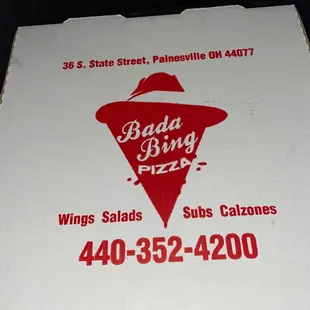 36 S. State Street, Painesville OH 44077
Bada
Bing
PIZZA
Wings Salads Subs Calzones
440-352-4200